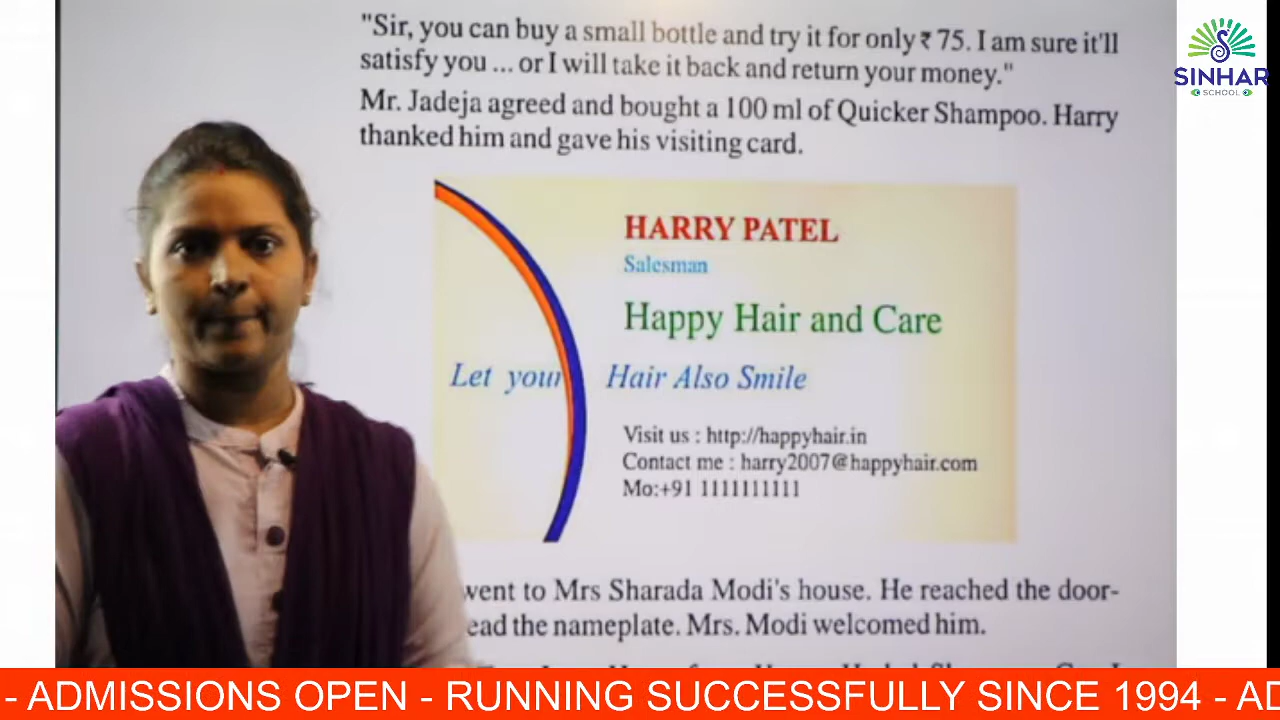 "Sir, you can buy a small bottle and try it for only ₹ 75. I am sure it'll
satisfy you ... or I will take it back and return your money."
Mr. Jadeja agreed and bought a 100 ml of Quicker Shampoo. Harry
thanked him and gave his visiting card.
SINHAR
SCHOOL
HARRY PATEL
Salesman
Happy Hair and Care
Let your Hair Also Smile
Visit us : http://happyhair.in
Contact me : harry2007@happyhair.com
Mo:+91 1111111111
went to Mrs Sharada Modi's house. He reached the door-
ead the nameplate. Mrs. Modi welcomed him.
- ADMISSIONS OPEN - RUNNING SUCCESSFULLY SINCE 1994 - AD